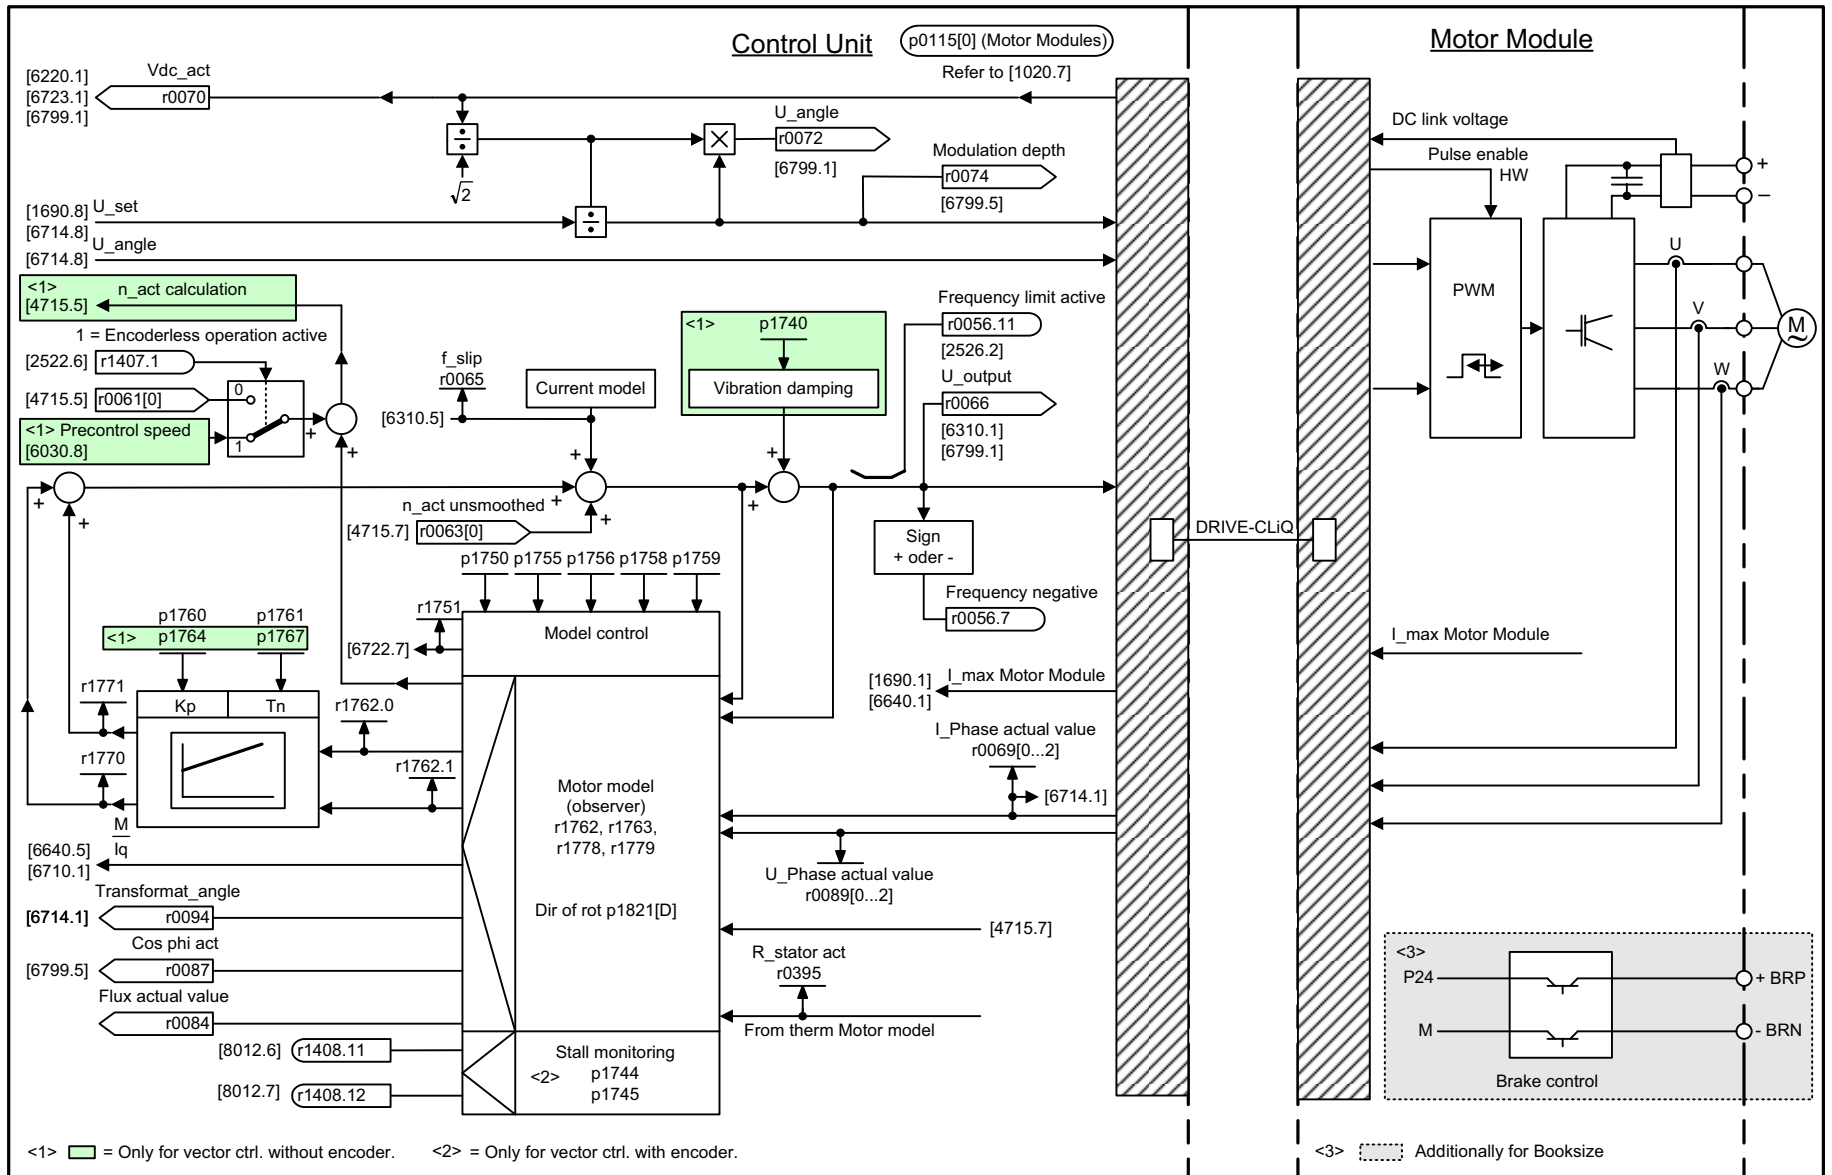 Control Unit
p0115[0] (Motor Modules)
Motor Module
Refer to [1020.7]
[6220.1]
[6723.1]
[6799.1]
Vdc_act
r0070
÷
√2
×
U_angle
r0072
[6799.1]
Modulation depth
r0074
[6799.5]
DC link voltage
Pulse enable
HW
+
–
[1690.8]
[6714.8]
U_set
÷
[6714.8]
U_angle
<1>
n_act calculation
[4715.5]
1 = Encoderless operation active
[2522.6]
r1407.1
[4715.5]
r0061[0]
0
1
<1> Precontrol speed
[6030.8]
+
+
f_slip
r0065
[6310.5]
Current model
<1>
p1740
Vibration damping
Frequency limit active
r0056.11
[2526.2]
U_output
r0066
[6310.1]
[6799.1]
PWM
U
V
W
M
~
+
+
+
+
+
n_act unsmoothed
[4715.7]
r0063[0]
+
+
Sign
+ oder -
Frequency negative
r0056.7
DRIVE-CLiQ
p1750
p1755
p1756
p1758
p1759
r1751
[6722.7]
Model control
p1760
p1761
<1>
p1764
p1767
Kp
Tn
r1771
r1770
r1762.0
r1762.1
[1690.1]
[6640.1]
I_max Motor Module
I_max Motor Module
I_Phase actual value
r0069[0...2]
[6714.1]
Motor model
(observer)
r1762, r1763,
r1778, r1779
Dir of rot p1821[D]
U_Phase actual value
r0089[0...2]
[4715.7]
R_stator act
r0395
From therm Motor model
M
Iq
[6640.5]
[6710.1]
Transformat_angle
[6714.1]
r0094
Cos phi act
[6799.5]
r0087
Flux actual value
r0084
[8012.6]
r1408.11
[8012.7]
r1408.12
Stall monitoring
<2>
p1744
p1745
<3>
P24
+ BRP
M
- BRN
Brake control
<1> = Only for vector ctrl. without encoder.
<2> = Only for vector ctrl. with encoder.
<3> Additionally for Booksize